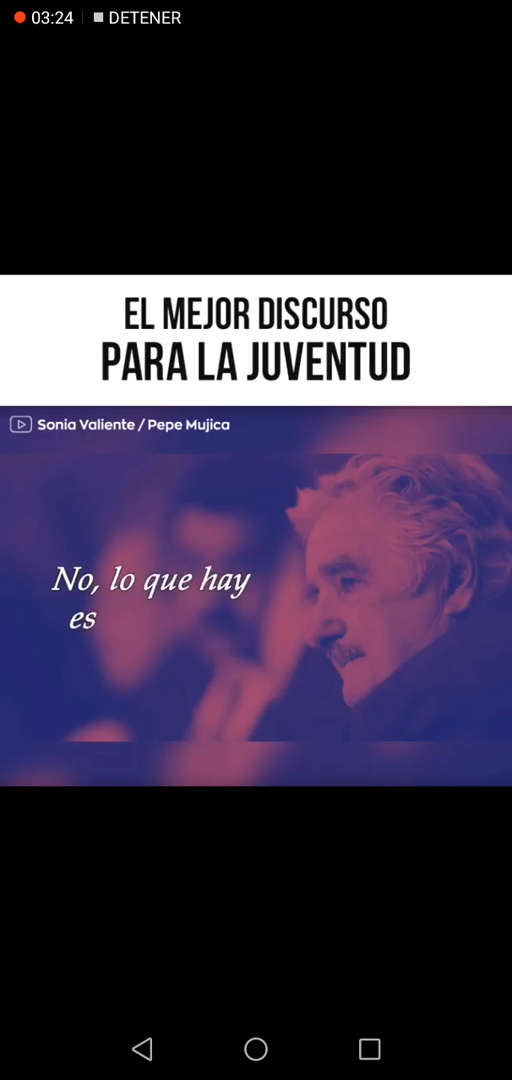 03:24 DETENER
EL MEJOR DISCURSO
PARA LA JUVENTUD
Sonia Valiente / Pepe Mujica
No, lo que hay
es